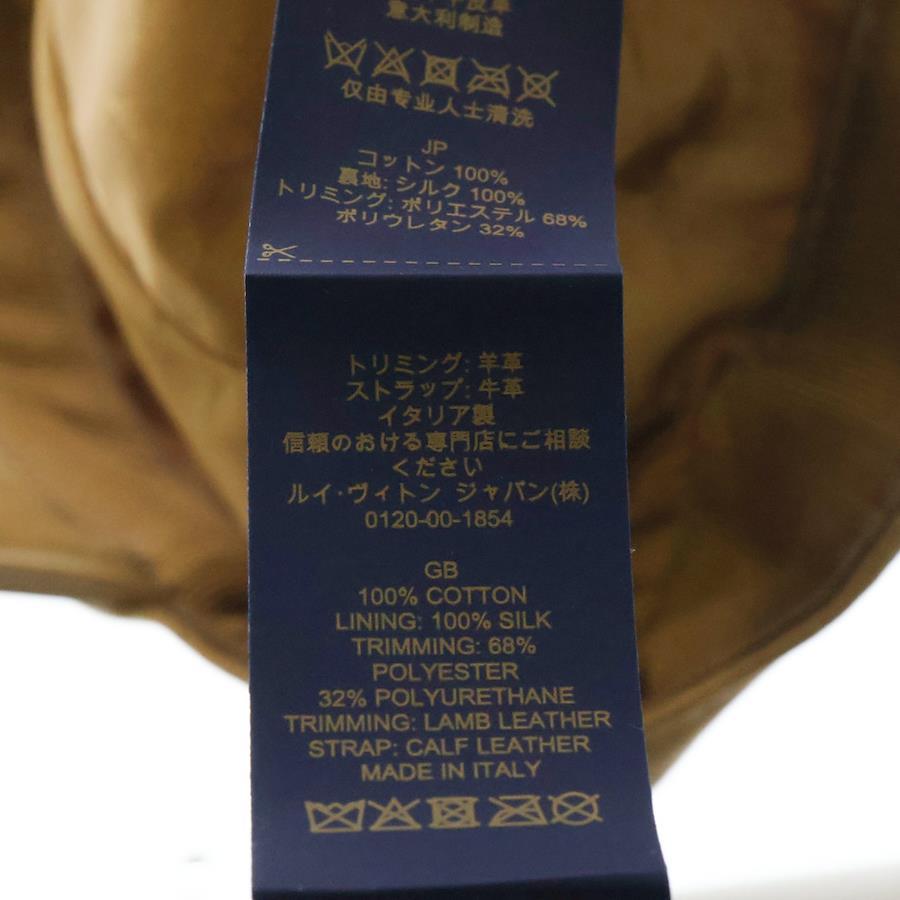 皮革
意大利制造
仅由专业人士清洗
JP
コットン 100%
裏地: シルク 100%
トリミング: ポリエステル 68%
ポリウレタン 32%
トリミング: 羊革
ストラップ: 牛革
イタリア製
信頼のおける専門店にご相談
ください
ルイ・ヴィトン ジャパン(株)
0120-00-1854
GB
100% COTTON
LINING: 100% SILK
TRIMMING: 68%
POLYESTER
32% POLYURETHANE
TRIMMING: LAMB LEATHER
STRAP: CALF LEATHER
MADE IN ITALY